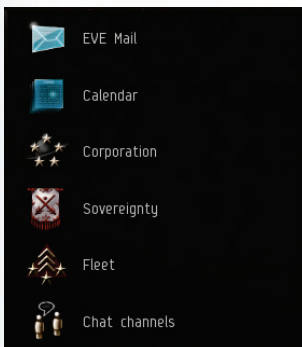 EVE Mail
Calendar
Corporation
Sovereignty
Fleet
Chat channels